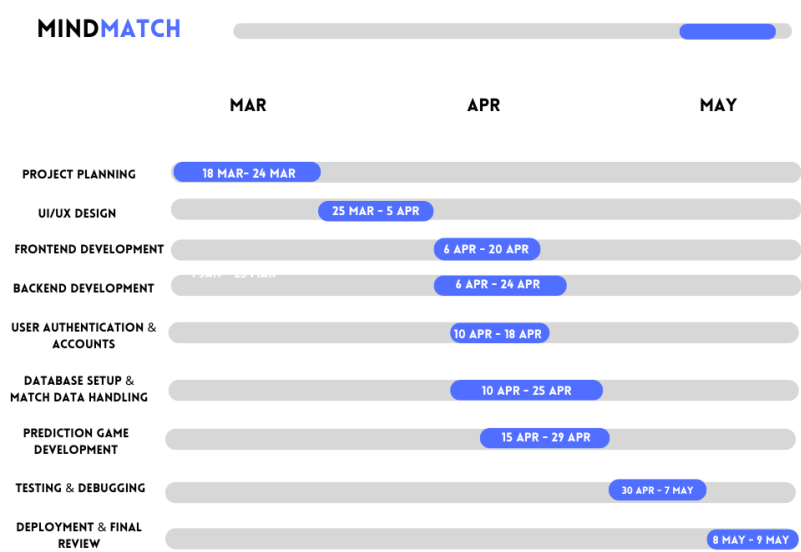 MINDMATCH
MAR APR MAY
PROJECT PLANNING 18 MAR- 24 MAR
UI/UX DESIGN 25 MAR - 5 APR
FRONTEND DEVELOPMENT 6 APR - 20 APR
BACKEND DEVELOPMENT 6 APR - 24 APR
USER AUTHENTICATION &
ACCOUNTS
10 APR - 18 APR
DATABASE SETUP &
MATCH DATA HANDLING
10 APR - 25 APR
PREDICTION GAME
DEVELOPMENT
15 APR - 29 APR
TESTING & DEBUGGING 30 APR - 7 MAY
DEPLOYMENT & FINAL
REVIEW
8 MAY - 9 MAY